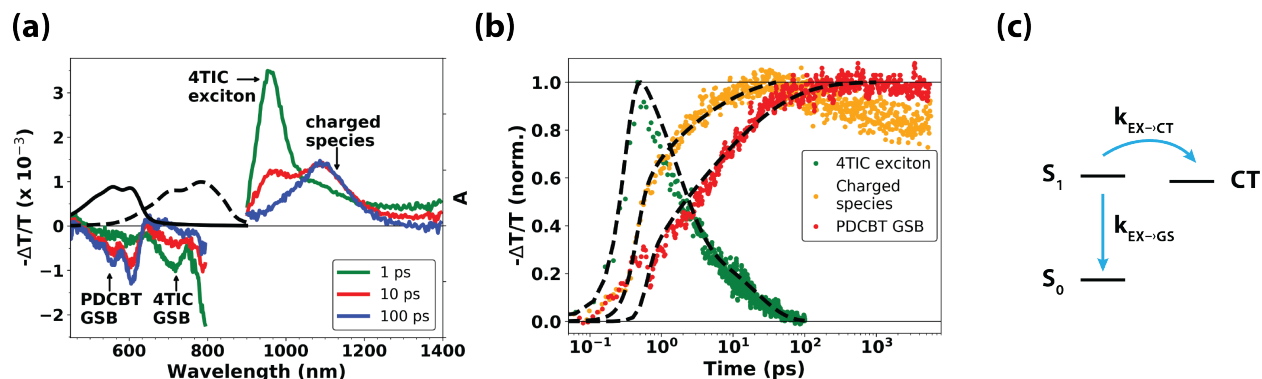 (a)
(b)
(c)
-ΔT/T (x 10⁻³)
3
2
1
0
−1
−2
4TIC
exciton
charged
species
PDCBT
GSB
4TIC
GSB
1 ps
10 ps
100 ps
A
600
800
1000
1200
1400
Wavelength (nm)
-ΔT/T (norm.)
1.0
0.8
0.6
0.4
0.2
0.0
4TIC exciton
Charged
species
PDCBT GSB
10⁻¹
10⁰
10¹
10²
10³
Time (ps)
k_EX→CT
S₁
CT
k_EX→GS
S₀